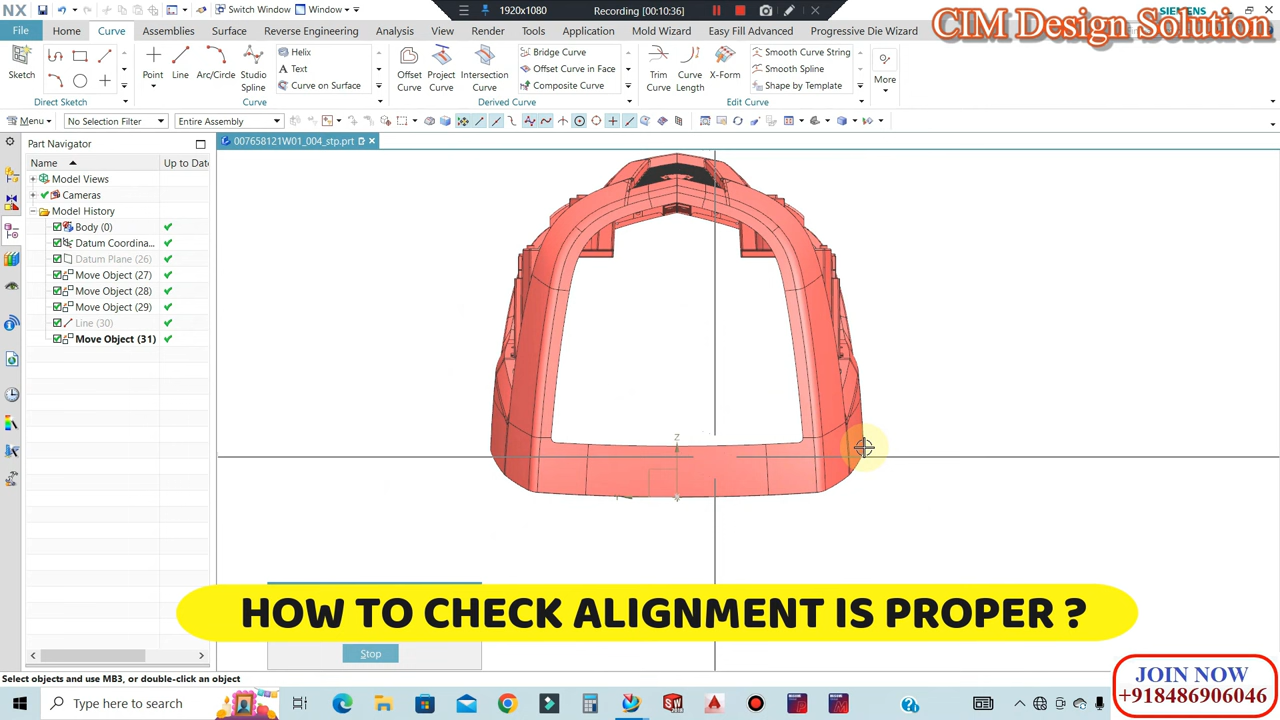 NX
Switch Window
Window
1920x1080
Recording [00:10:36]
SIEMENS
CIM Design Solution
File
Home
Curve
Assemblies
Surface
Reverse Engineering
Analysis
View
Render
Tools
Application
Mold Wizard
Easy Fill Advanced
Progressive Die Wizard
Sketch
Direct Sketch
Point
Line
Arc/Circle
Studio
Spline
Helix
Text
Curve on Surface
Curve
Offset
Curve
Project
Curve
Intersection
Curve
Bridge Curve
Offset Curve in Face
Composite Curve
Derived Curve
Trim
Curve
Curve
Length
X-Form
Smooth Curve String
Smooth Spline
Shape by Template
Edit Curve
More
Menu
No Selection Filter
Entire Assembly
Part Navigator
007658121W01_004_stp.prt
Name
Up to Date
Model Views
Cameras
Model History
Body (0)
Datum Coordina...
Datum Plane (26)
Move Object (27)
Move Object (28)
Move Object (29)
Line (30)
Move Object (31)
Z
HOW TO CHECK ALIGNMENT IS PROPER ?
Stop
Select objects and use MB3, or double-click an object
JOIN NOW
+918486906046
Type here to search